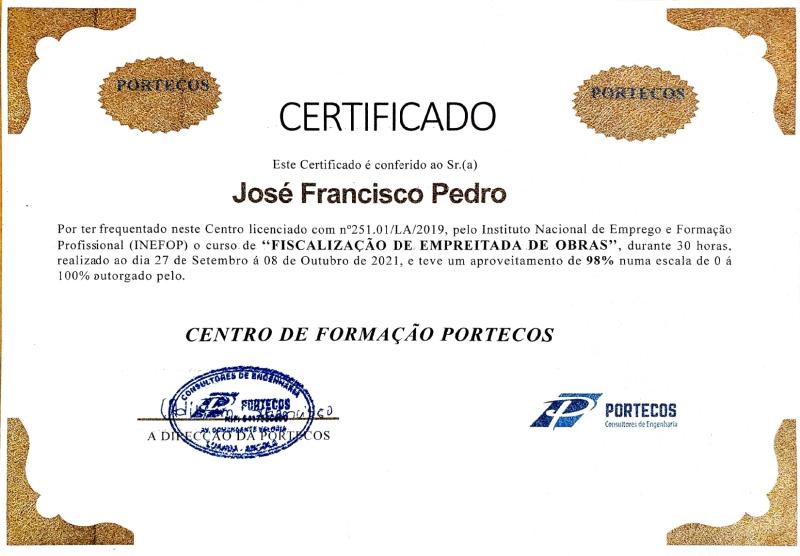 PORTECOS
PORTECOS
CERTIFICADO
Este Certificado é conferido ao Sr.(a)
José Francisco Pedro
Por ter frequentado neste Centro licenciado com nº251.01/LA/2019, pelo Instituto Nacional de Emprego e Formação
Profissional (INEFOP) o curso de “FISCALIZAÇÃO DE EMPREITADA DE OBRAS”, durante 30 horas,
realizado ao dia 27 de Setembro á 08 de Outubro de 2021, e teve um aproveitamento de 98% numa escala de 0 á
100% outorgado pelo.
CENTRO DE FORMAÇÃO PORTECOS
CONSULTORES DE ENGENHARIA
PORTECOS
AV. COMANDANTE VALODIA
LUANDA - ANGOLA
A DIRECÇÃO DA PORTECOS
PORTECOS
Consultores de Engenharia